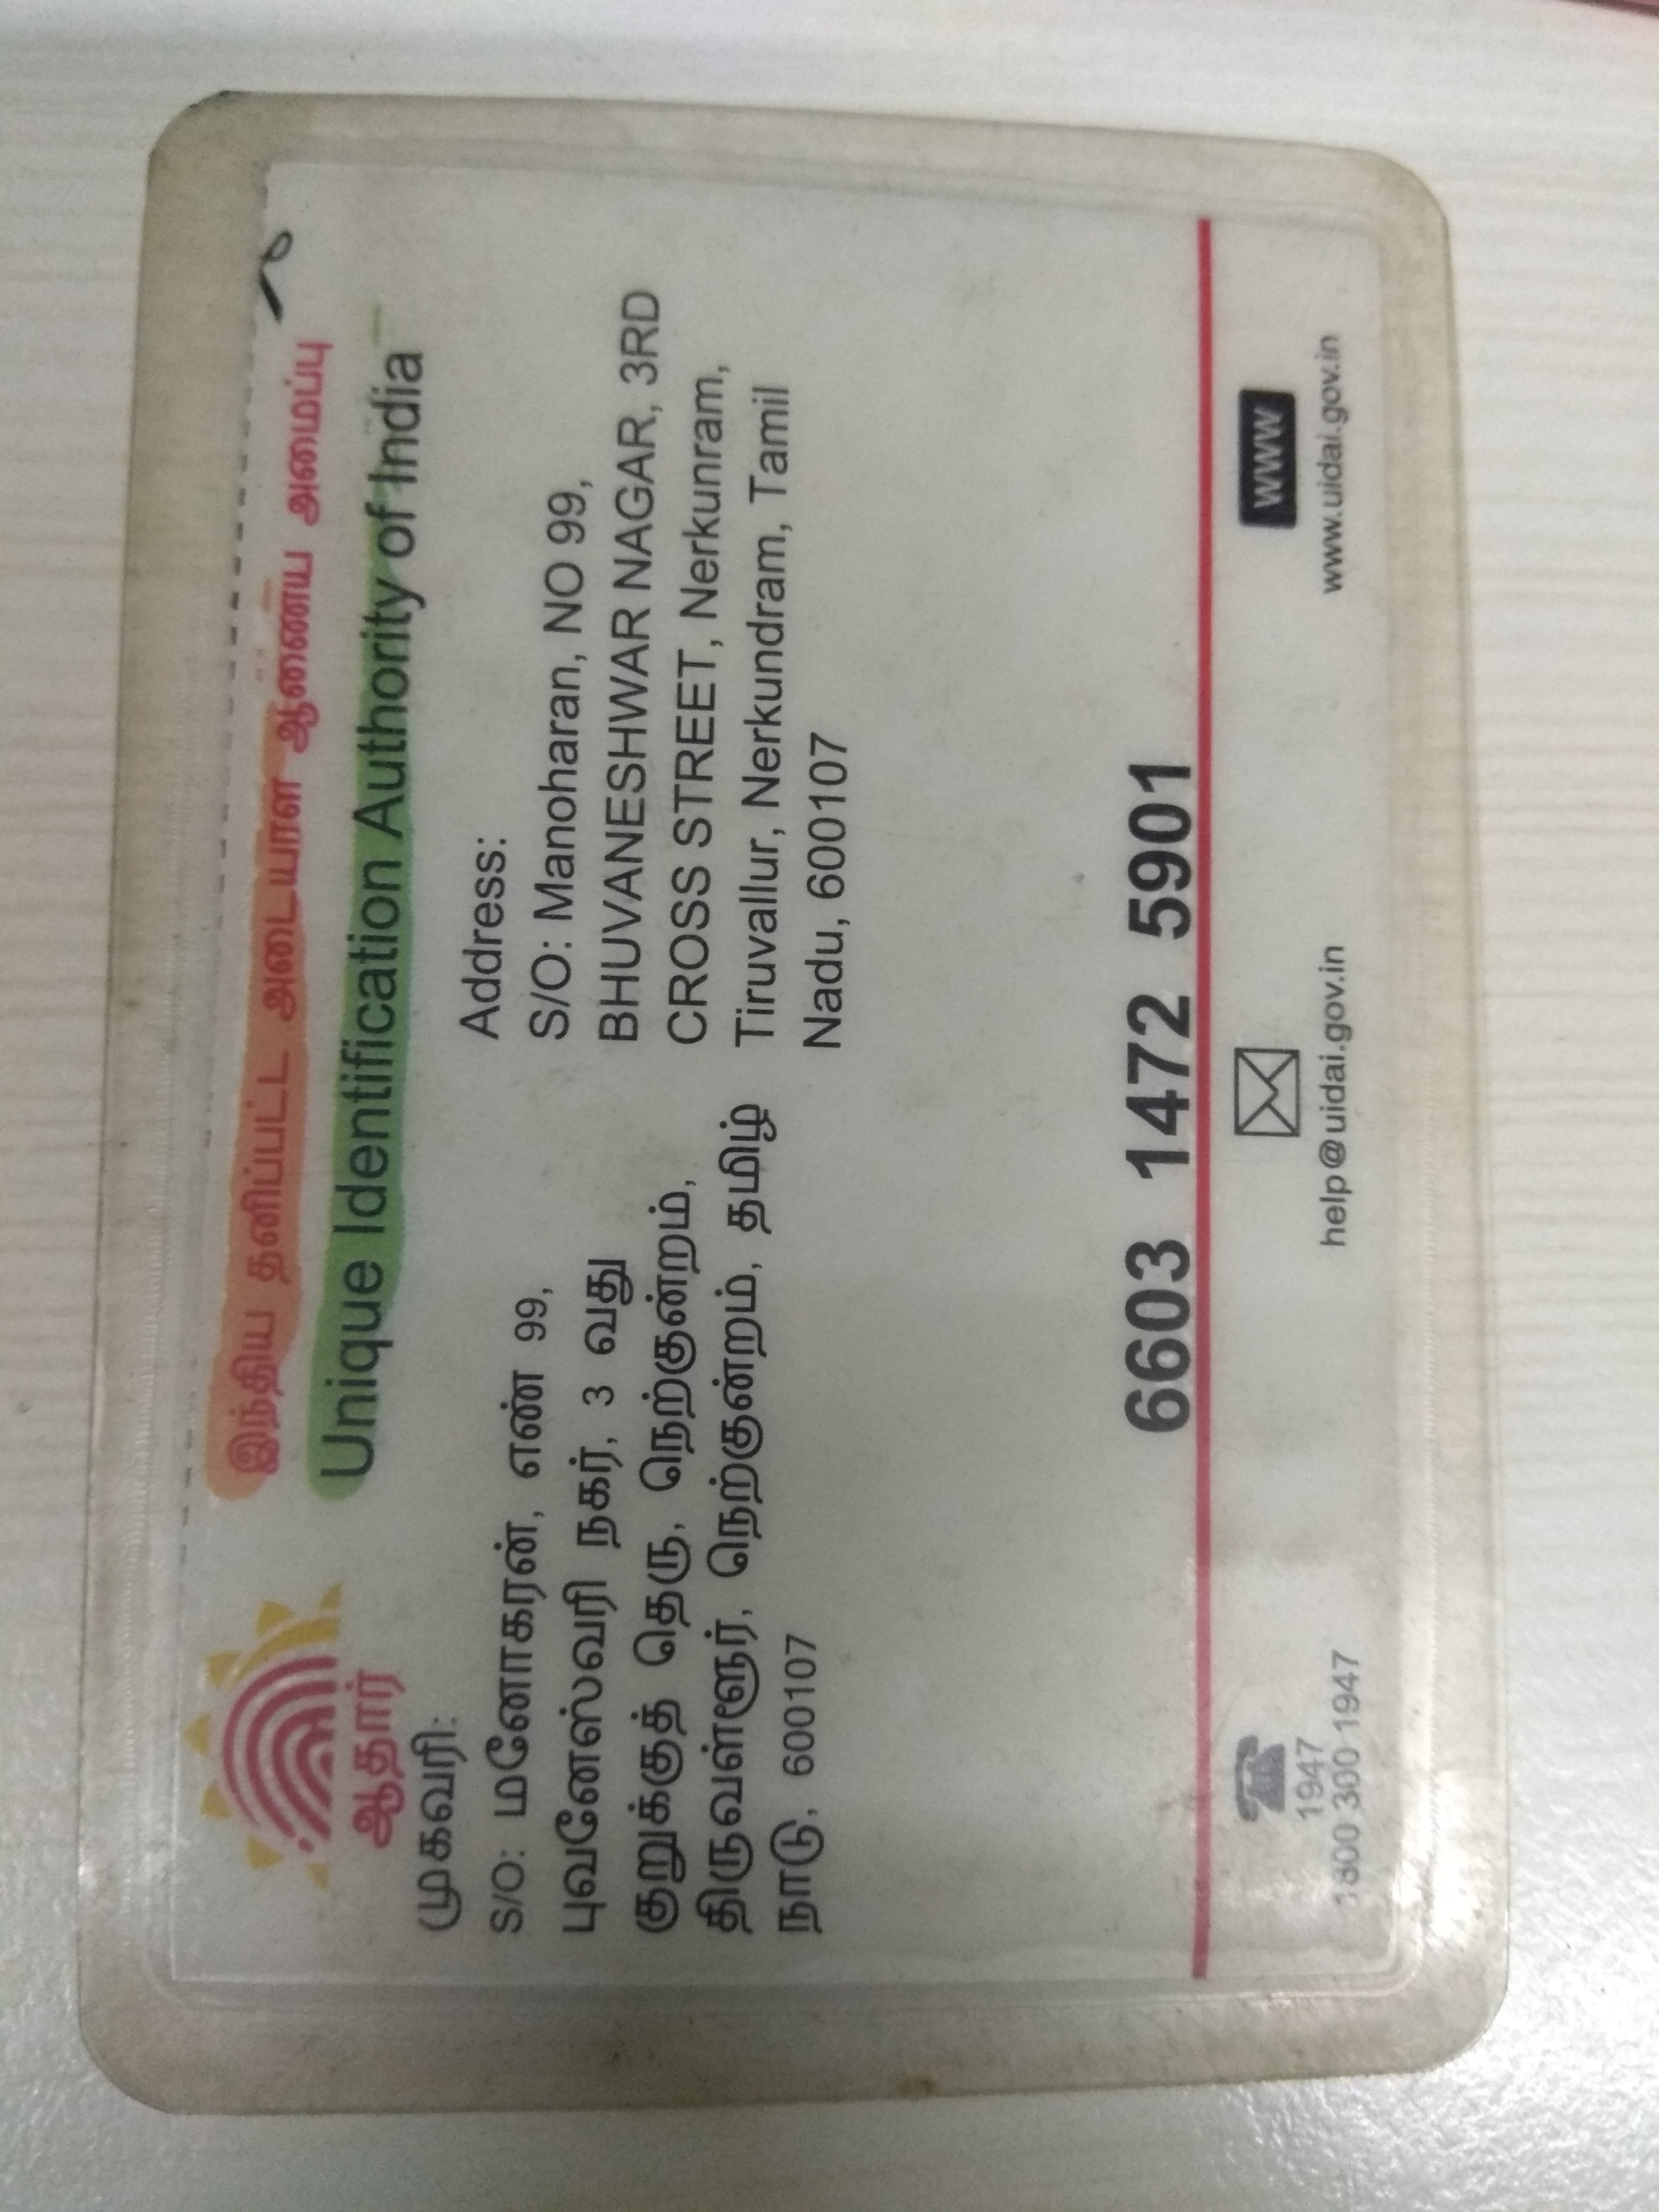 இந்திய தனிப்பட்ட அடையாள ஆணைய அமைப்பு
Unique Identification Authority of India
ஆதார்
முகவரி:
S/O: மனோகரன், எண் 99,
புவனேஸ்வரி நகர், 3 வது
குறுக்குத் தெரு, நெற்குன்றம்,
திருவள்ளூர், நெற்குன்றம், தமிழ்
நாடு, 600107
Address:
S/O: Manoharan, NO 99,
BHUVANESHWAR NAGAR, 3RD
CROSS STREET, Nerkunram,
Tiruvallur, Nerkundram, Tamil
Nadu, 600107
6603 1472 5901
1947
1800 300 1947
help@uidai.gov.in
WWW
www.uidai.gov.in